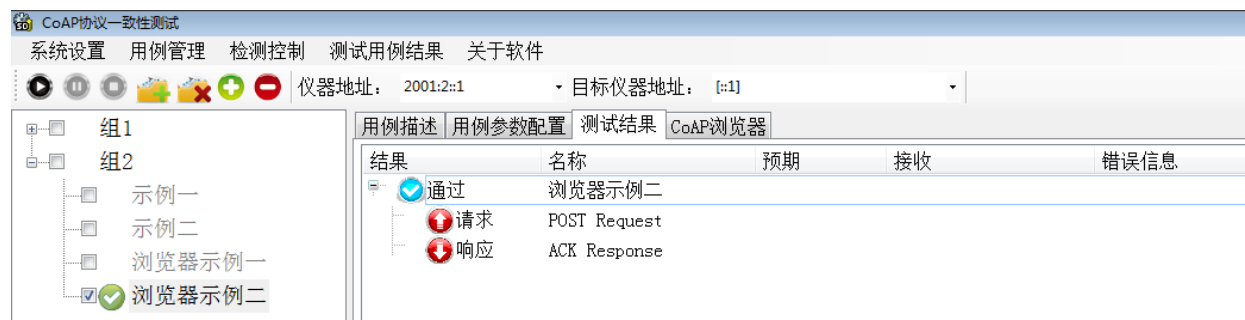 CoAP协议一致性测试
系统设置 用例管理 检测控制 测试用例结果 关于软件
仪器地址: 2001:2::1 目标仪器地址: [::1]
组1
组2
示例一
示例二
浏览器示例一
浏览器示例二
用例描述 用例参数配置 测试结果 CoAP浏览器
结果 名称 预期 接收 错误信息
通过 浏览器示例二
请求 POST Request
响应 ACK Response